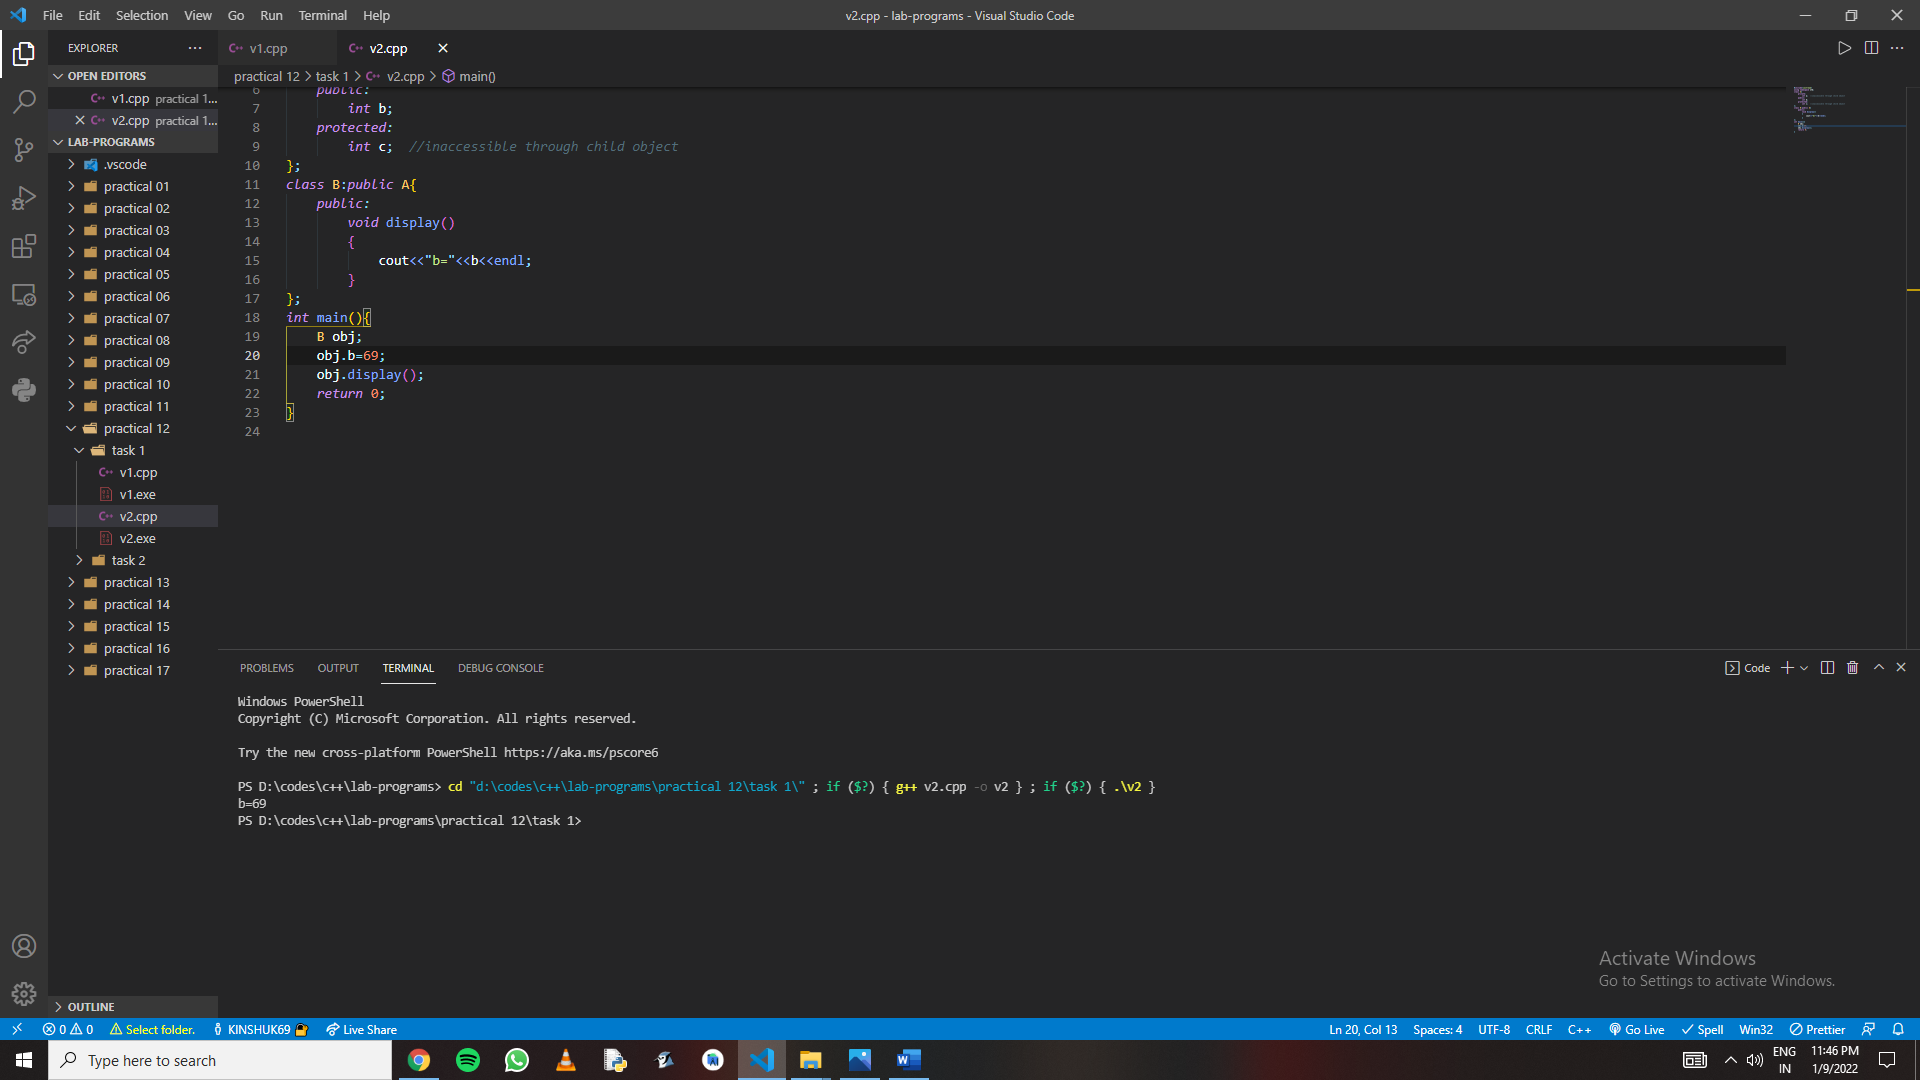 File Edit Selection View Go Run Terminal Help
v2.cpp - lab-programs - Visual Studio Code
EXPLORER
OPEN EDITORS
v1.cpp practical 1...
v2.cpp practical 1...
LAB-PROGRAMS
.vscode
practical 01
practical 02
practical 03
practical 04
practical 05
practical 06
practical 07
practical 08
practical 09
practical 10
practical 11
practical 12
task 1
v1.cpp
v1.exe
v2.cpp
v2.exe
task 2
practical 13
practical 14
practical 15
practical 16
practical 17
OUTLINE
v1.cpp
v2.cpp
practical 12 > task 1 > v2.cpp > main()
6 public:
7 int b;
8 protected:
9 int c; //inaccessible through child object
10 };
11 class B:public A{
12 public:
13 void display()
14 {
15 cout<<"b="<<b<<endl;
16 }
17 };
18 int main(){
19 B obj;
20 obj.b=69;
21 obj.display();
22 return 0;
23 }
24
PROBLEMS OUTPUT TERMINAL DEBUG CONSOLE
Code
Windows PowerShell
Copyright (C) Microsoft Corporation. All rights reserved.
Try the new cross-platform PowerShell https://aka.ms/pscore6
PS D:\codes\c++\lab-programs> cd "d:\codes\c++\lab-programs\practical 12\task 1\" ; if ($?) { g++ v2.cpp -o v2 } ; if ($?) { .\v2 }
b=69
PS D:\codes\c++\lab-programs\practical 12\task 1>
Activate Windows
Go to Settings to activate Windows.
0 0 Select folder. KINSHUK69 Live Share
Ln 20, Col 13 Spaces: 4 UTF-8 CRLF C++ Go Live Spell Win32 Prettier
Type here to search
ENG
IN
11:46 PM
1/9/2022